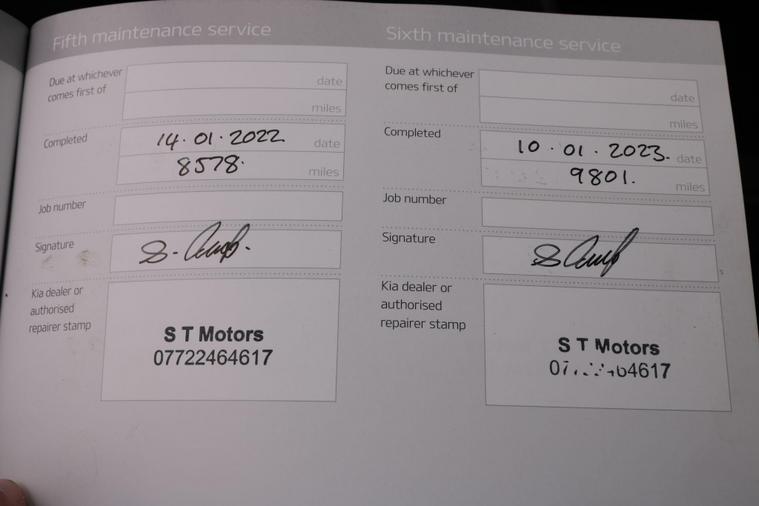 Fifth maintenance service
Due at whichever
comes first of
date
miles
Completed
14.01.2022 date
8578. miles
Job number
Signature
Kia dealer or
authorised
repairer stamp
S T Motors
07722464617
Sixth maintenance service
Due at whichever
comes first of
date
miles
Completed
10.01.2023. date
9801. miles
Job number
Signature
Kia dealer or
authorised
repairer stamp
S T Motors